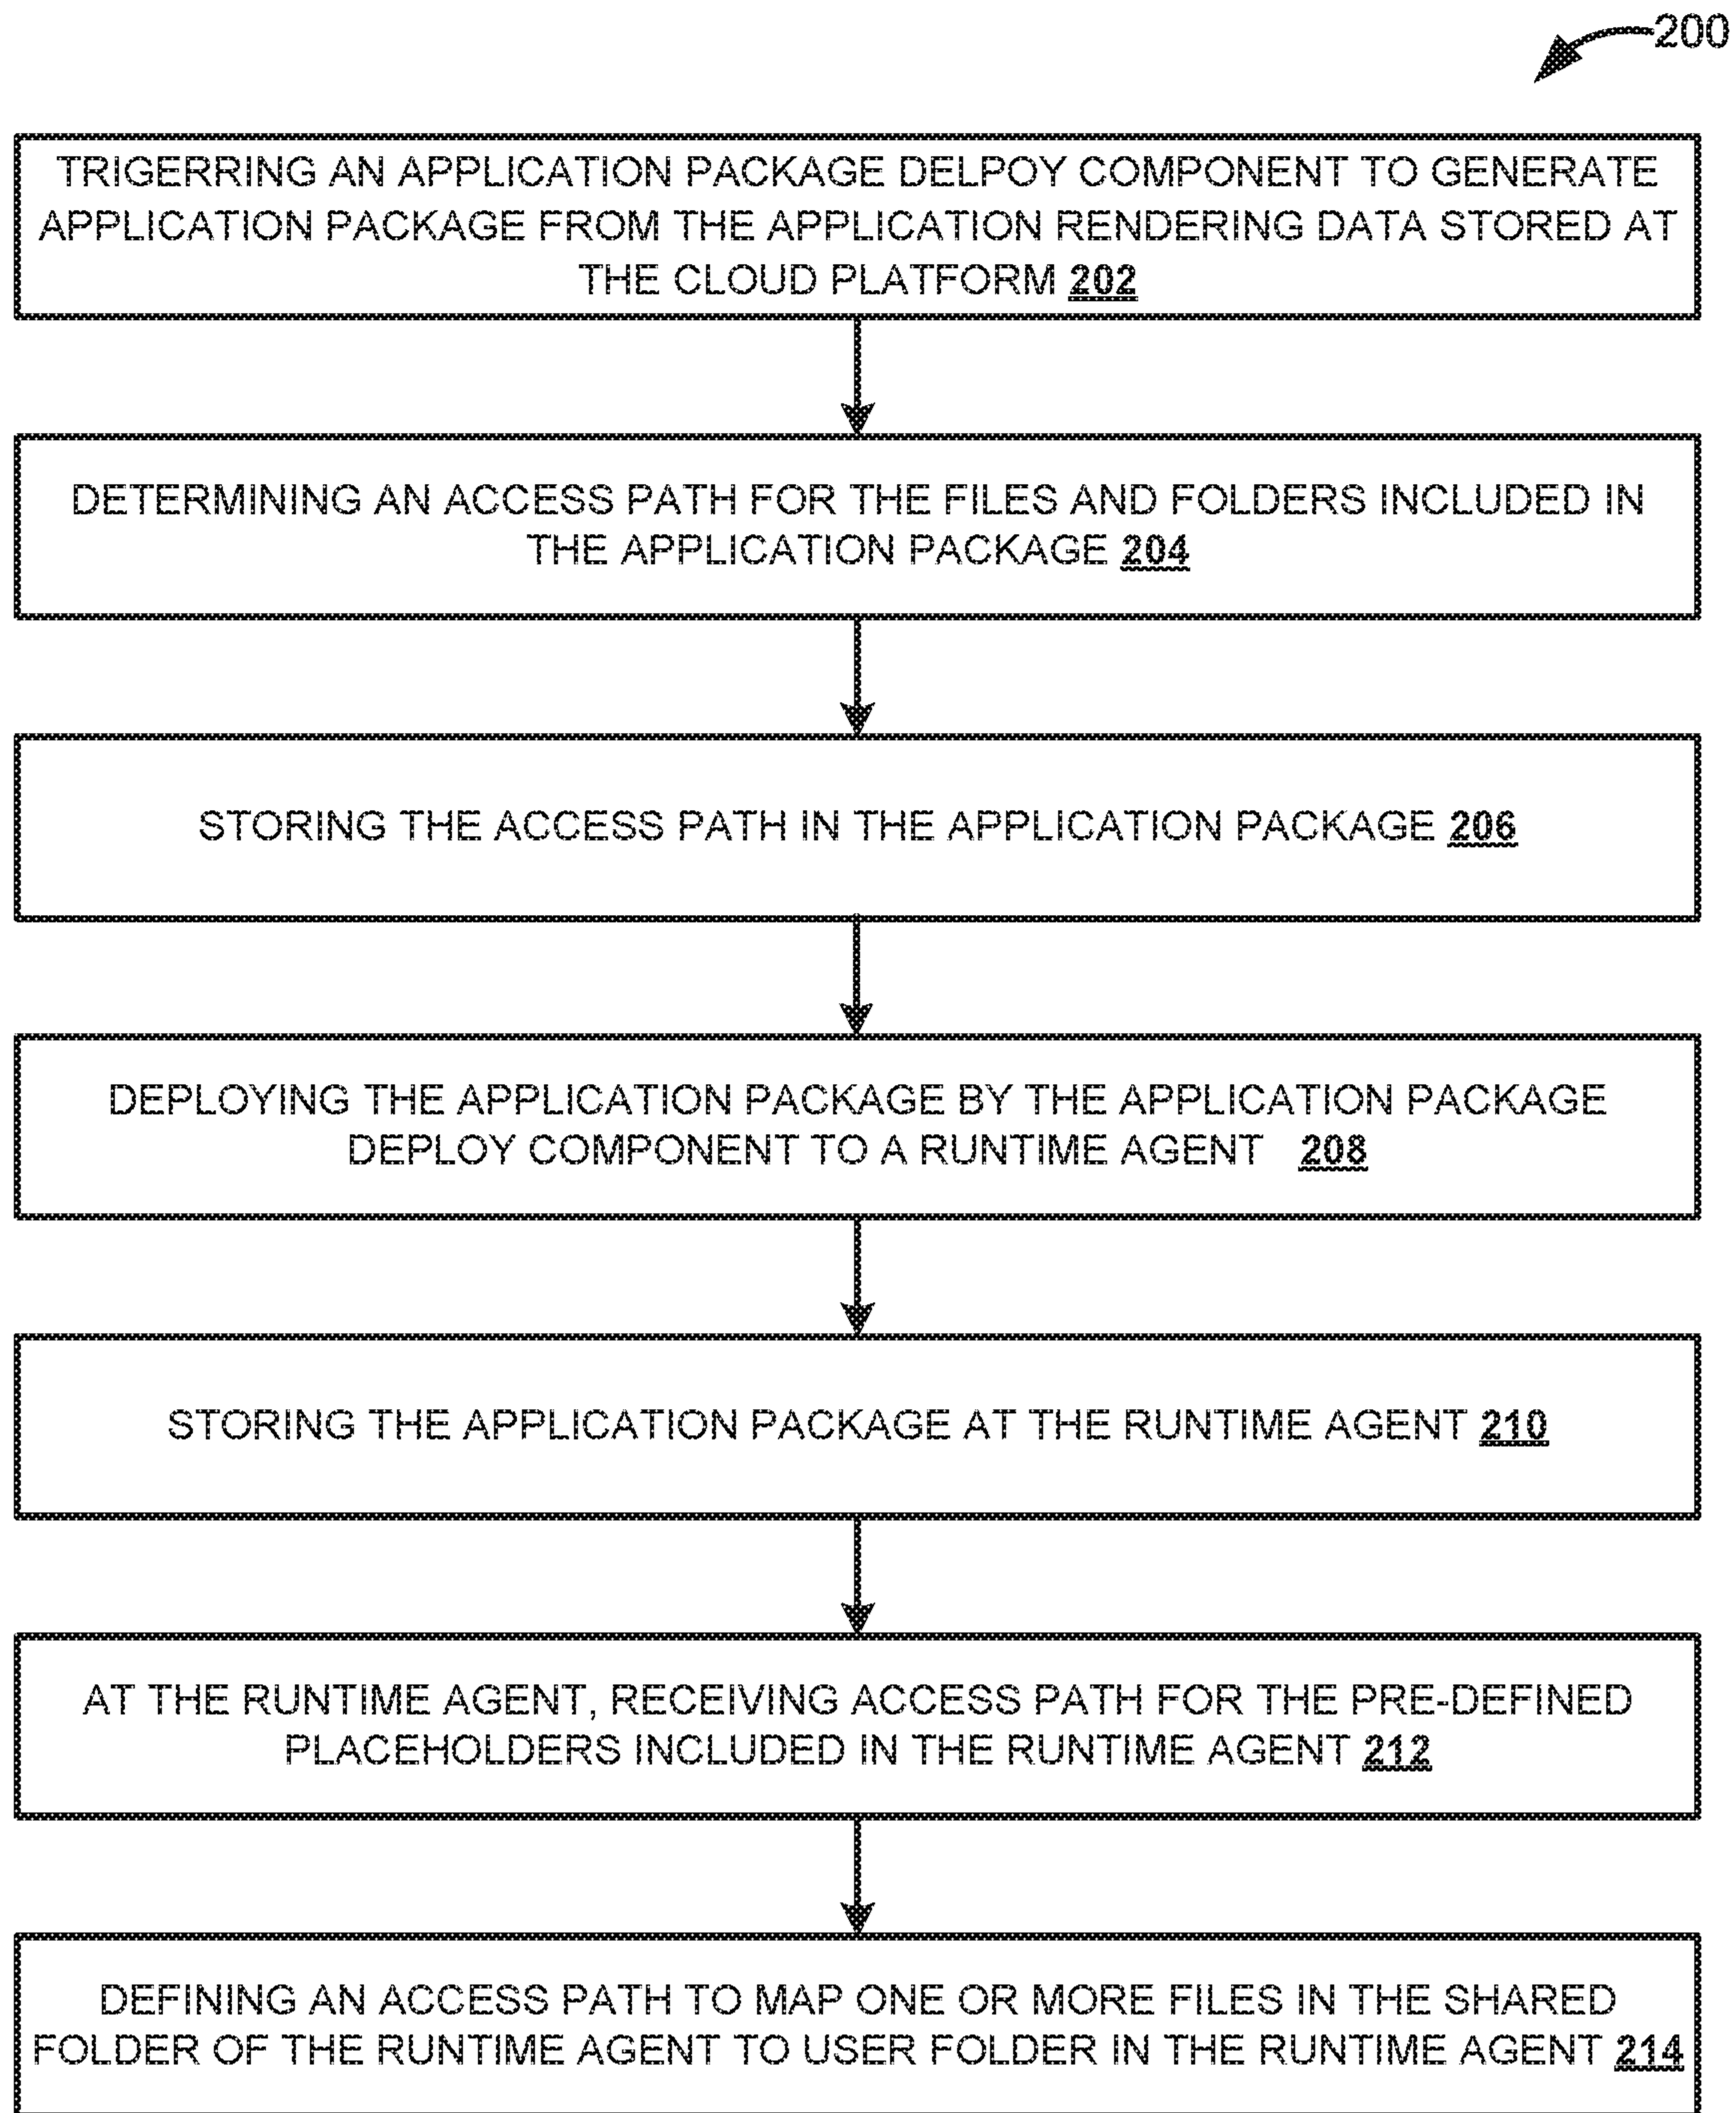 200
TRIGERRING AN APPLICATION PACKAGE DELPOY COMPONENT TO GENERATE
APPLICATION PACKAGE FROM THE APPLICATION RENDERING DATA STORED AT
THE CLOUD PLATFORM 202
DETERMINING AN ACCESS PATH FOR THE FILES AND FOLDERS INCLUDED IN
THE APPLICATION PACKAGE 204
STORING THE ACCESS PATH IN THE APPLICATION PACKAGE 206
DEPLOYING THE APPLICATION PACKAGE BY THE APPLICATION PACKAGE
DEPLOY COMPONENT TO A RUNTIME AGENT 208
STORING THE APPLICATION PACKAGE AT THE RUNTIME AGENT 210
AT THE RUNTIME AGENT, RECEIVING ACCESS PATH FOR THE PRE-DEFINED
PLACEHOLDERS INCLUDED IN THE RUNTIME AGENT 212
DEFINING AN ACCESS PATH TO MAP ONE OR MORE FILES IN THE SHARED
FOLDER OF THE RUNTIME AGENT TO USER FOLDER IN THE RUNTIME AGENT 214